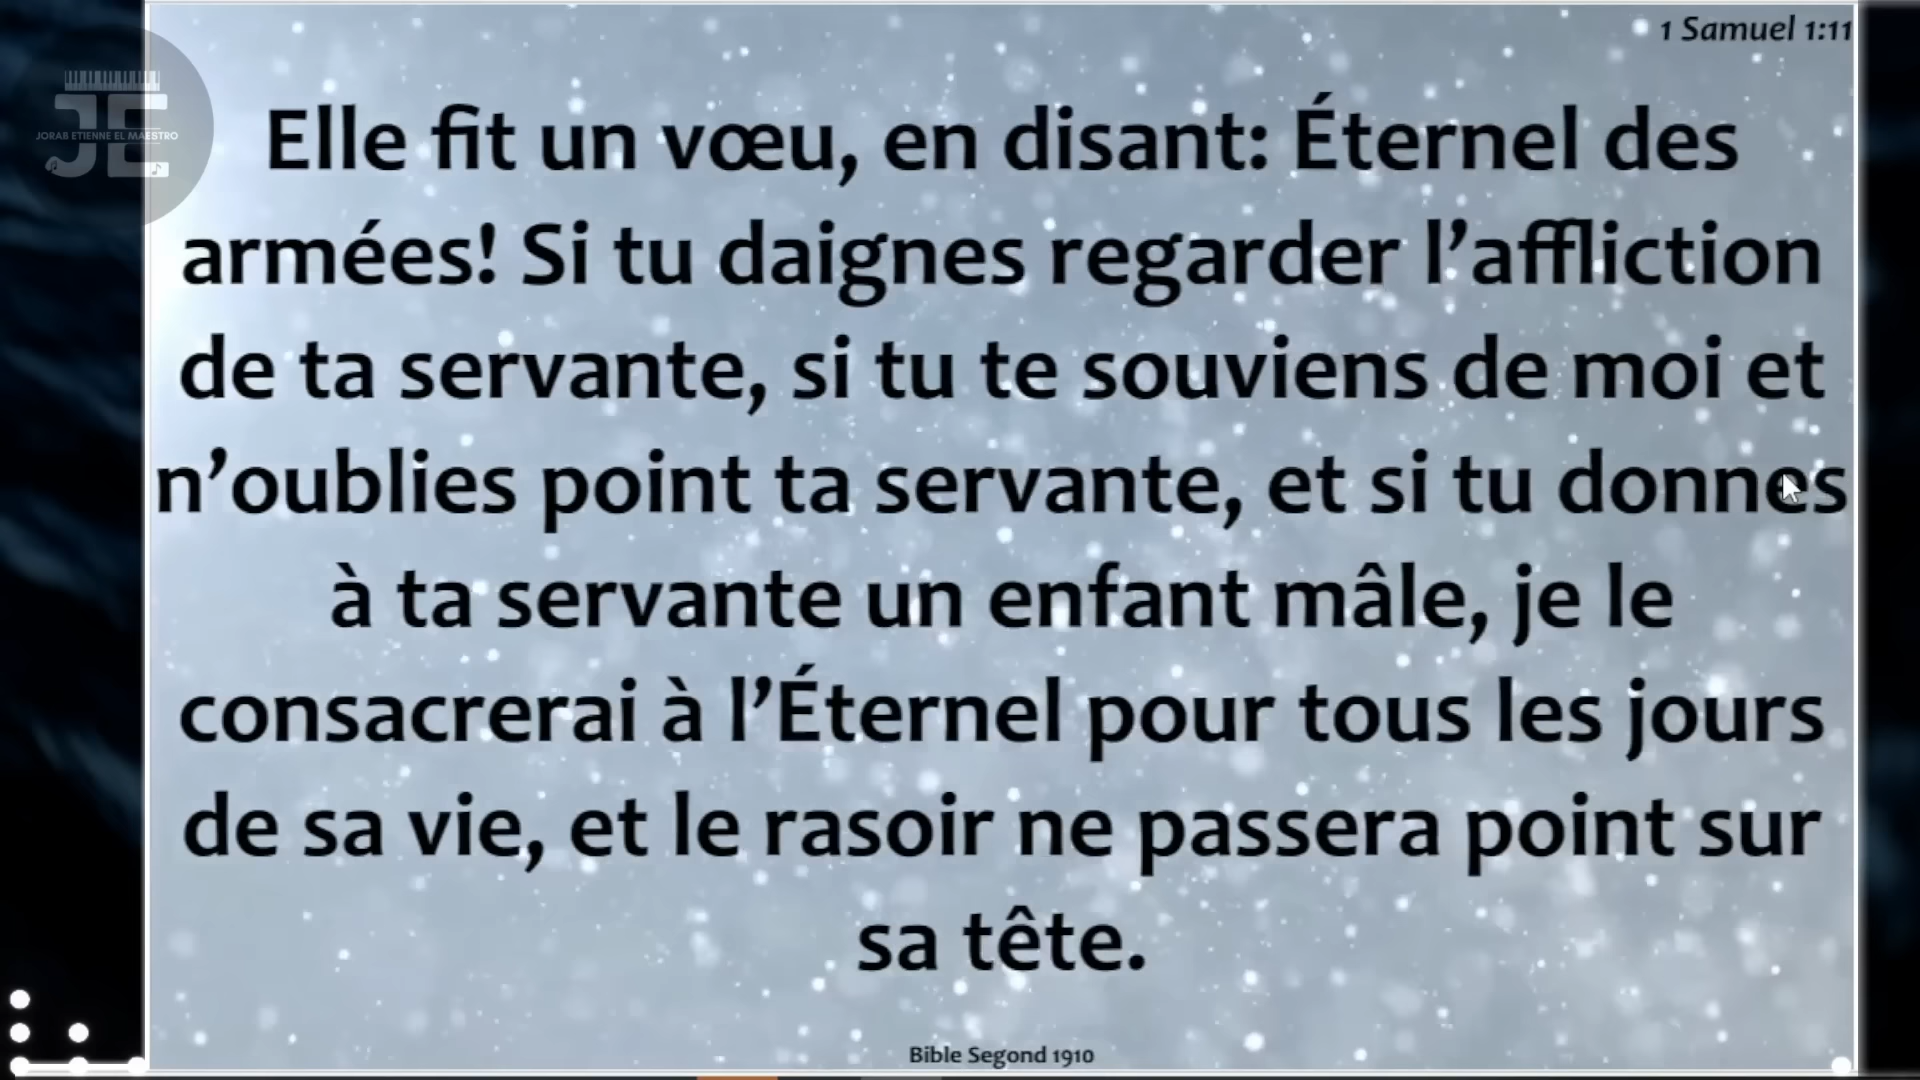 1 Samuel 1:11
JORAB ETIENNE EL MAESTRO
JE
Elle fit un vœu, en disant: Éternel des
armées! Si tu daignes regarder l’affliction
de ta servante, si tu te souviens de moi et
n’oublies point ta servante, et si tu donnes
à ta servante un enfant mâle, je le
consacrerai à l’Éternel pour tous les jours
de sa vie, et le rasoir ne passera point sur
sa tête.
Bible Segond 1910